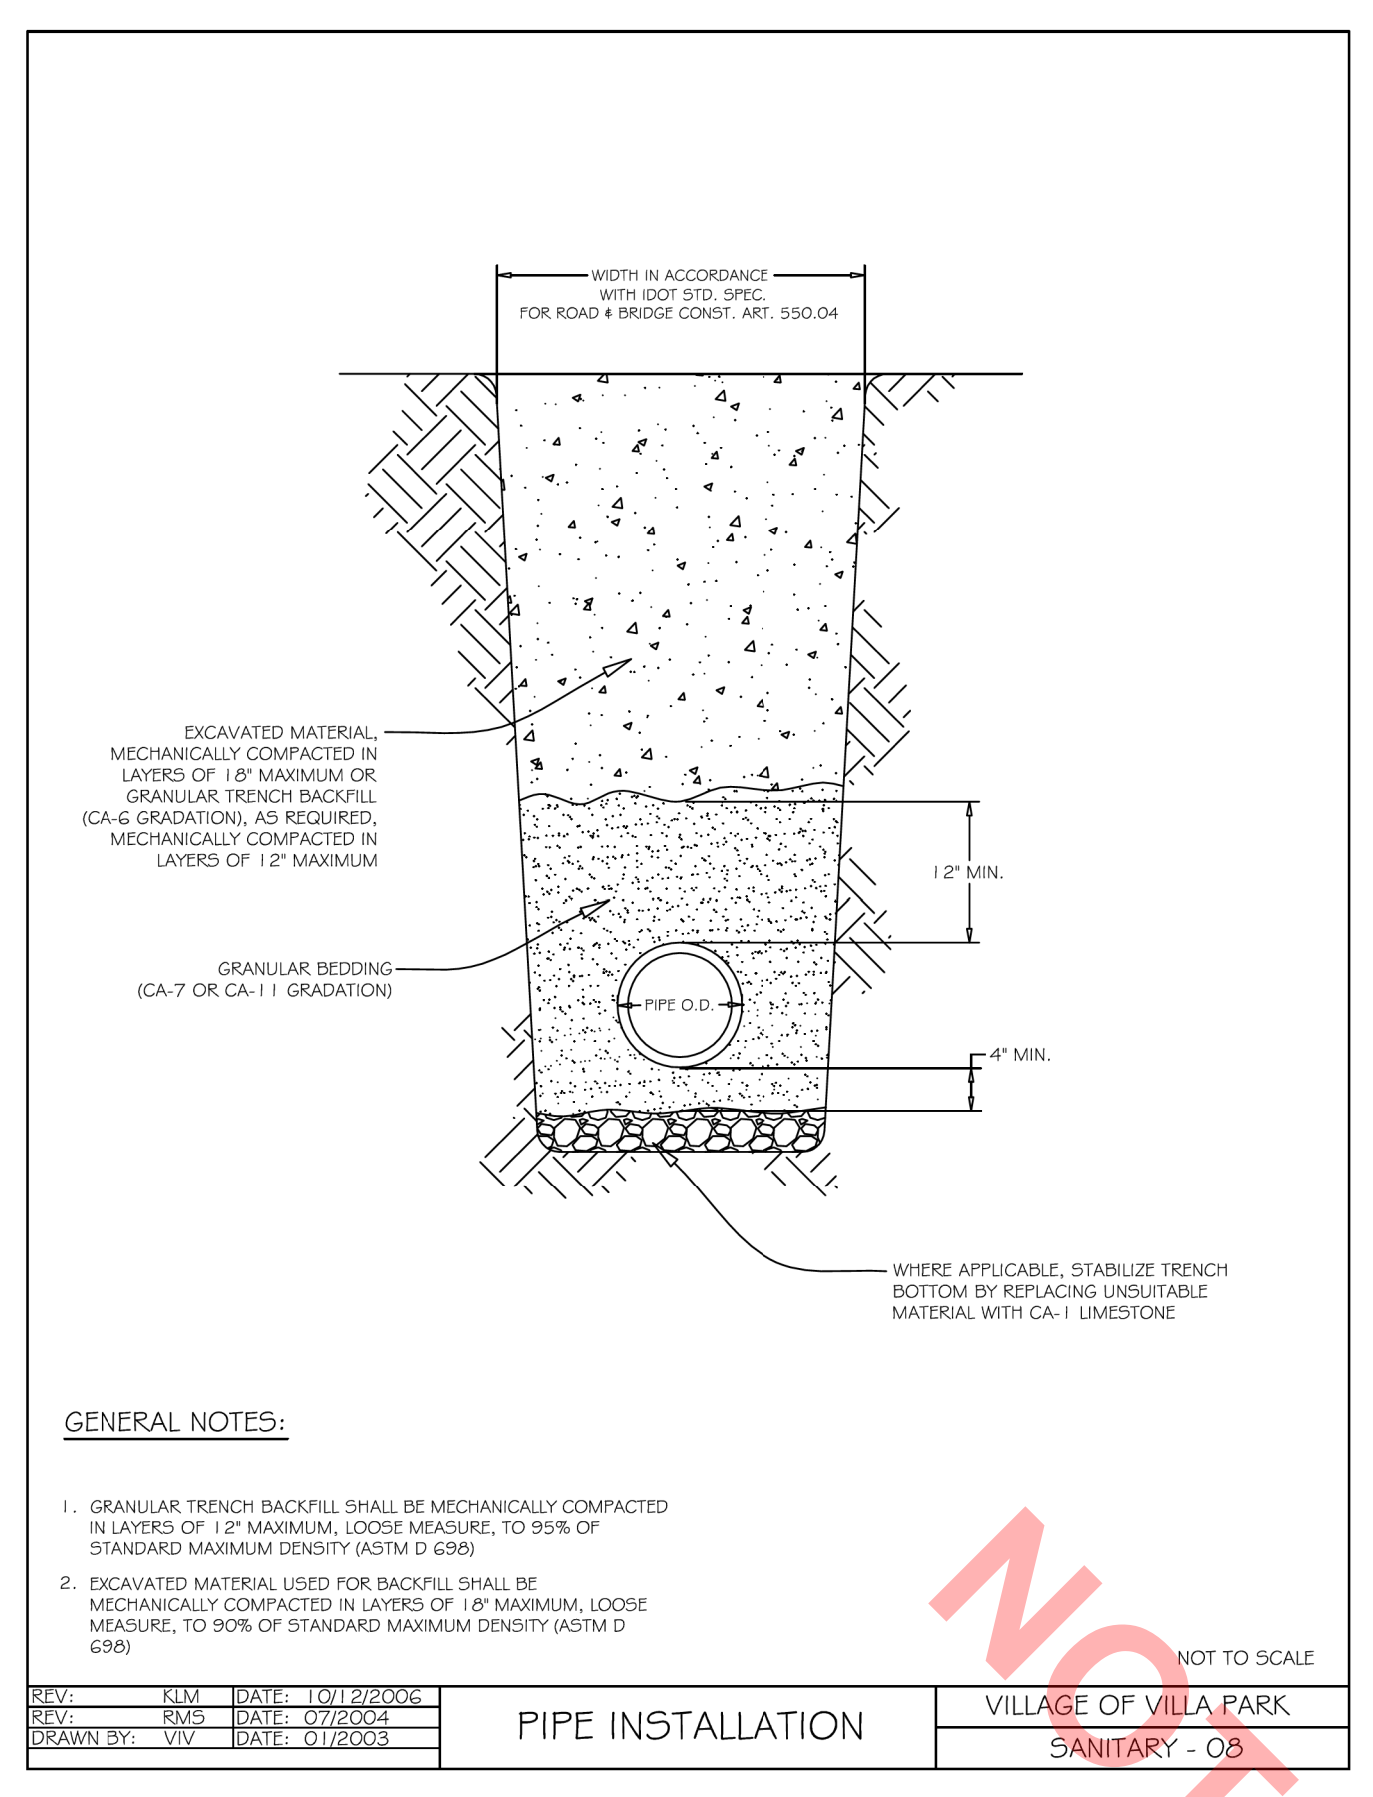 WIDTH IN ACCORDANCE
WITH IDOT STD. SPEC.
FOR ROAD & BRIDGE CONST. ART. 550.04
EXCAVATED MATERIAL,
MECHANICALLY COMPACTED IN
LAYERS OF 18" MAXIMUM OR
GRANULAR TRENCH BACKFILL
(CA-6 GRADATION), AS REQUIRED,
MECHANICALLY COMPACTED IN
LAYERS OF 12" MAXIMUM
12" MIN.
GRANULAR BEDDING
(CA-7 OR CA-11 GRADATION)
PIPE O.D.
4" MIN.
WHERE APPLICABLE, STABILIZE TRENCH
BOTTOM BY REPLACING UNSUITABLE
MATERIAL WITH CA-1 LIMESTONE
GENERAL NOTES:
1. GRANULAR TRENCH BACKFILL SHALL BE MECHANICALLY COMPACTED
IN LAYERS OF 12" MAXIMUM, LOOSE MEASURE, TO 95% OF
STANDARD MAXIMUM DENSITY (ASTM D 698)
2. EXCAVATED MATERIAL USED FOR BACKFILL SHALL BE
MECHANICALLY COMPACTED IN LAYERS OF 18" MAXIMUM, LOOSE
MEASURE, TO 90% OF STANDARD MAXIMUM DENSITY (ASTM D
698)
NOT TO SCALE
REV: KLM DATE: 10/12/2006
REV: RMS DATE: 07/2004
DRAWN BY: VIV DATE: 01/2003
PIPE INSTALLATION
VILLAGE OF VILLA PARK
SANITARY - 08
NOT